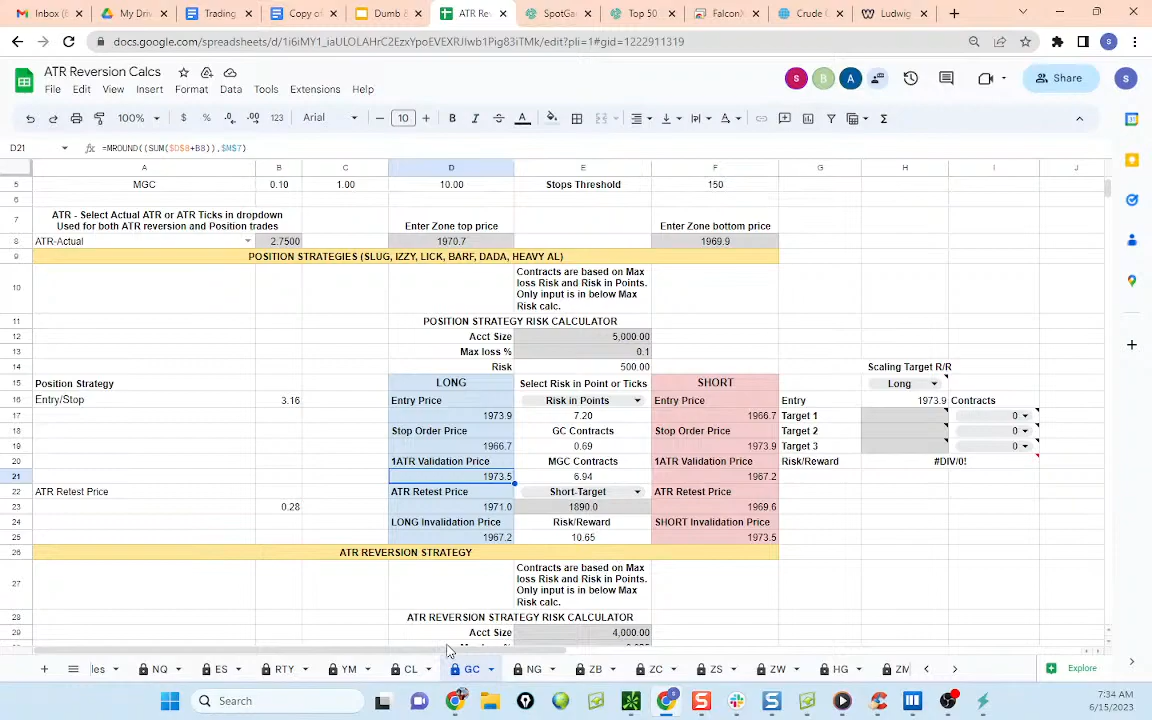 Inbox (6
My Driv
Trading
Copy of
Dumb &
ATR Rev
SpotGa
Top 50
FalconX
Crude
Ludwig
docs.google.com/spreadsheets/d/1i6iMY1_iaULOLAHrC2EzxYpoEVEXRJIwb1Pig83iTMk/edit?pli=1#gid=1222911319
ATR Reversion Calcs
S B A Share S
File Edit View Insert Format Data Tools Extensions Help
100% $ % .0 .00 123 Arial 10 B I A
D21 =MROUND((SUM($D$8+B8)),$M$7)
A B C D E F G H I J
5 MGC 0.10 1.00 10.00 Stops Threshold 150
6
7 ATR - Select Actual ATR or ATR Ticks in dropdown
Used for both ATR reversion and Position trades Enter Zone top price Enter Zone bottom price
8 ATR-Actual 2.7500 1970.7 1969.9
9 POSITION STRATEGIES (SLUG, IZZY, LICK, BARF, DADA, HEAVY AL)
10 Contracts are based on Max
loss Risk and Risk in Points.
Only input is in below Max
Risk calc.
11 POSITION STRATEGY RISK CALCULATOR
12 Acct Size 5,000.00
13 Max loss % 0.1
14 Risk 500.00 Scaling Target R/R
15 Position Strategy LONG Select Risk in Point or Ticks SHORT Long
16 Entry/Stop 3.16 Entry Price Risk in Points Entry Price Entry 1973.9 Contracts
17 1973.9 7.20 1966.7 Target 1 0
18 Stop Order Price GC Contracts Stop Order Price Target 2 0
19 1966.7 0.69 1973.9 Target 3 0
20 1ATR Validation Price MGC Contracts 1ATR Validation Price Risk/Reward #DIV/0!
21 1973.5 6.94 1967.2
22 ATR Retest Price ATR Retest Price Short-Target ATR Retest Price
23 0.28 1971.0 1890.0 1969.6
24 LONG Invalidation Price Risk/Reward SHORT Invalidation Price
25 1967.2 10.65 1973.5
26 ATR REVERSION STRATEGY
27 Contracts are based on Max
loss Risk and Risk in Points.
Only input is in below Max
Risk calc.
28 ATR REVERSION STRATEGY RISK CALCULATOR
29 Acct Size 4,000.00
les NQ ES RTY YM CL GC NG ZB ZC ZS ZW HG ZM Explore
Search
7:34 AM
6/15/2023